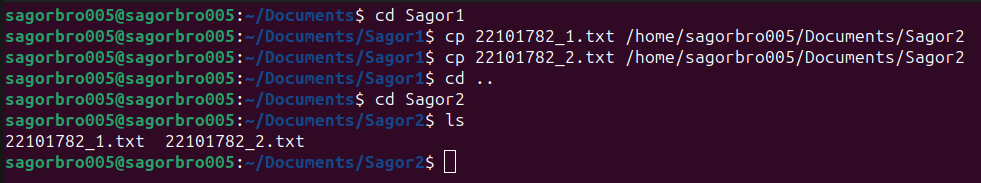 sagorbro005@sagorbro005:~/Documents$ cd Sagor1
sagorbro005@sagorbro005:~/Documents/Sagor1$ cp 22101782_1.txt /home/sagorbro005/Documents/Sagor2
sagorbro005@sagorbro005:~/Documents/Sagor1$ cp 22101782_2.txt /home/sagorbro005/Documents/Sagor2
sagorbro005@sagorbro005:~/Documents/Sagor1$ cd ..
sagorbro005@sagorbro005:~/Documents$ cd Sagor2
sagorbro005@sagorbro005:~/Documents/Sagor2$ ls
22101782_1.txt  22101782_2.txt
sagorbro005@sagorbro005:~/Documents/Sagor2$